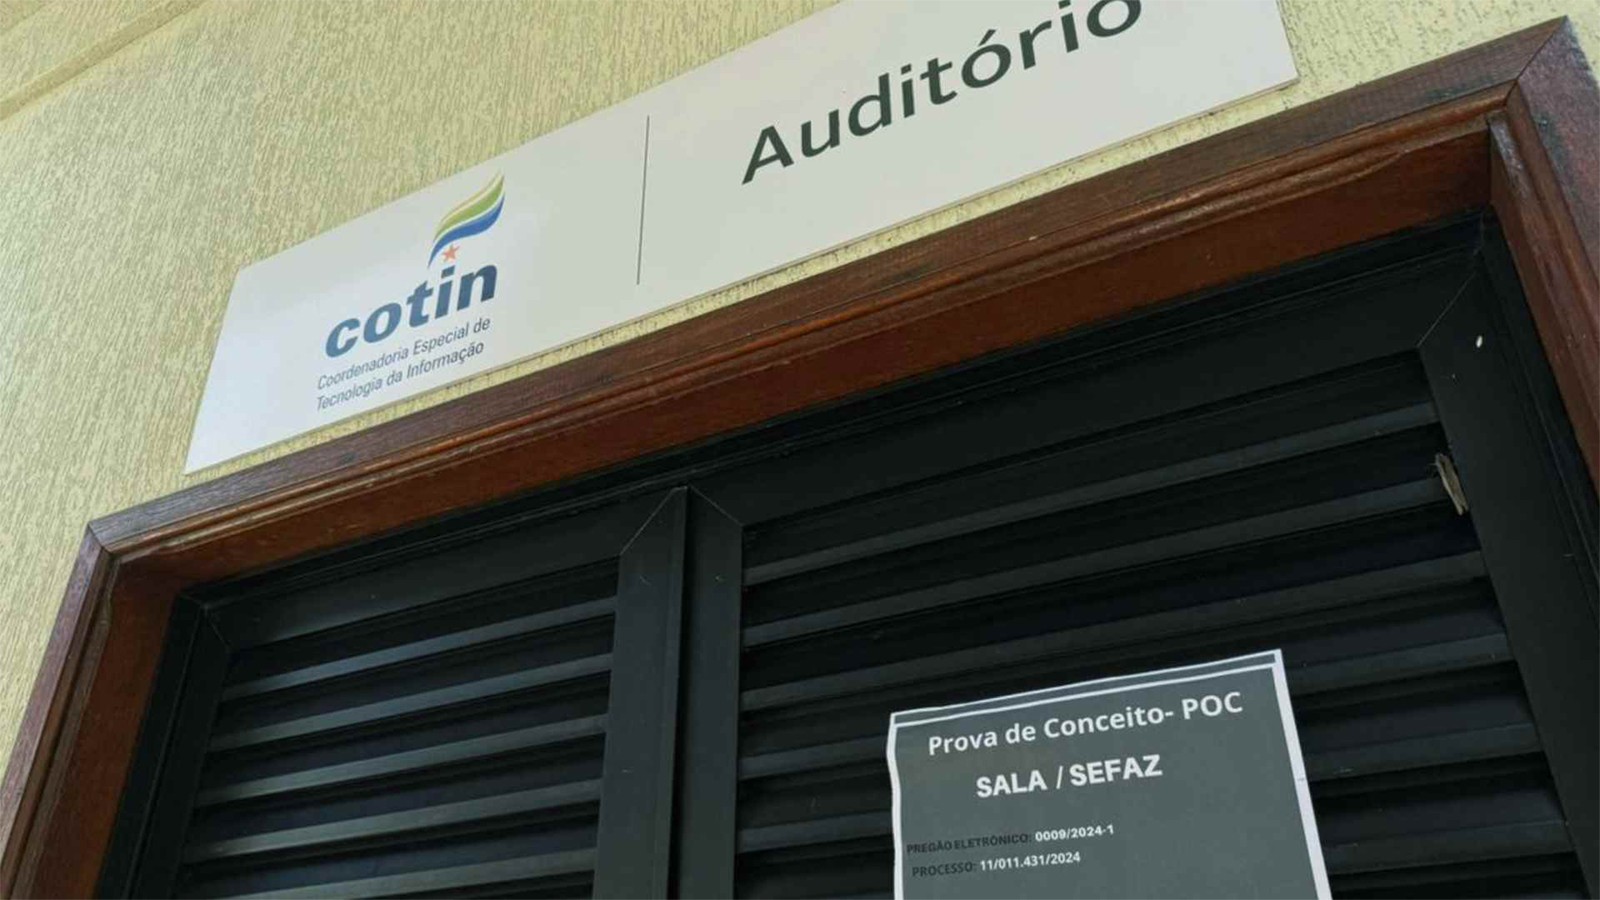 Auditório
cotin
Coordenadoria Especial de
Tecnologia da Informação
Prova de Conceito- POC
SALA / SEFAZ
PREGÃO ELETRÔNICO: 0009/2024-1
PROCESSO: 11/011.431/2024